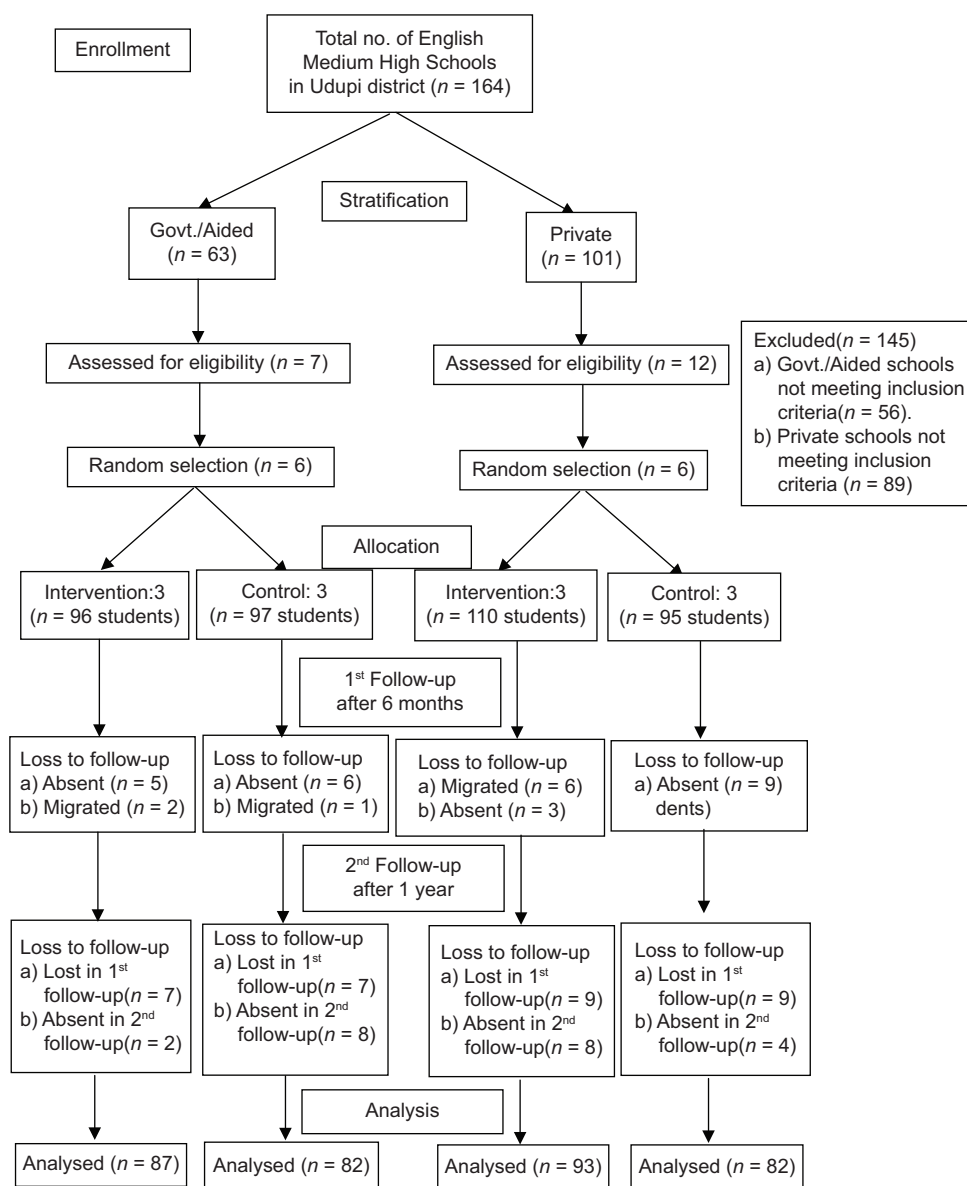 Enrollment
Total no. of English
Medium High Schools
in Udupi district (n = 164)
Stratification
Govt./Aided
(n = 63)
Private
(n = 101)
Assessed for eligibility (n = 7)
Assessed for eligibility (n = 12)
Excluded(n = 145)
a) Govt./Aided schools
not meeting inclusion
criteria(n = 56).
b) Private schools not
meeting inclusion
criteria (n = 89)
Random selection (n = 6)
Random selection (n = 6)
Allocation
Intervention:3
(n = 96 students)
Control: 3
(n = 97 students)
Intervention:3
(n = 110 students)
Control: 3
(n = 95 students)
1st Follow-up
after 6 months
Loss to follow-up
a) Absent (n = 5)
b) Migrated (n = 2)
Loss to follow-up
a) Absent (n = 6)
b) Migrated (n = 1)
Loss to follow-up
a) Migrated (n = 6)
b) Absent (n = 3)
Loss to follow-up
a) Absent (n = 9)
dents)
2nd Follow-up
after 1 year
Loss to follow-up
a) Lost in 1st
follow-up(n = 7)
b) Absent in 2nd
follow-up(n = 2)
Loss to follow-up
a) Lost in 1st
follow-up(n = 7)
b) Absent in 2nd
follow-up(n = 8)
Loss to follow-up
a) Lost in 1st
follow-up(n = 9)
b) Absent in 2nd
follow-up(n = 8)
Loss to follow-up
a) Lost in 1st
follow-up(n = 9)
b) Absent in 2nd
follow-up(n = 4)
Analysis
Analysed (n = 87)
Analysed (n = 82)
Analysed (n = 93)
Analysed (n = 82)